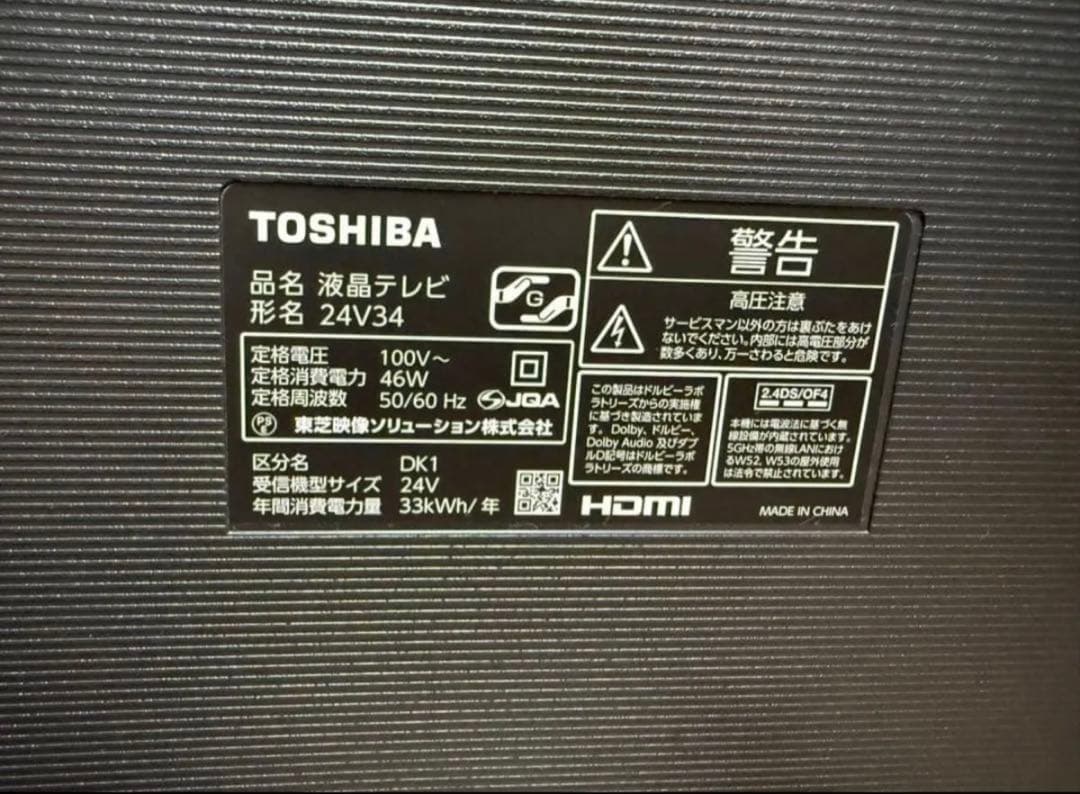 TOSHIBA
品名 液晶テレビ
形名 24V34
G
定格電圧 100V～
定格消費電力 46W
定格周波数 50/60 Hz
JQA
PS
E
東芝映像ソリューション株式会社
区分名 DK1
受信機型サイズ 24V
年間消費電力量 33kWh/年
警告
高圧注意
サービスマン以外の方は裏ぶたをあけ
ないでください。内部には高電圧部分が
数多くあり、万一さわると危険です。
この製品はドルビーラボ
ラトリーズからの実施権
に基づき製造されていま
す。Dolby、ドルビー、
Dolby Audio 及びダブ
ルD記号はドルビーラボ
ラトリーズの商標です。
2.4DS/OF4
本機には電波法に基づく無
線設備が内蔵されています。
5GHz帯の無線LANにおけ
るW52、W53の屋外使用
は法令で禁止されています。
HDMI
MADE IN CHINA